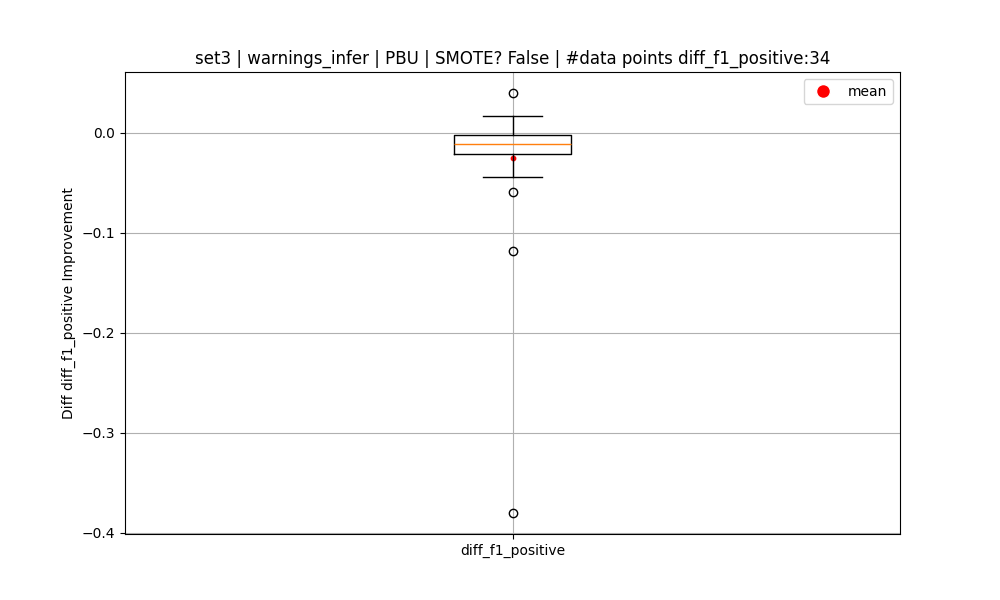 set3 | warnings_infer | PBU | SMOTE? False | #data points diff_f1_positive:34
mean
0.0
−0.1
−0.2
−0.3
−0.4
Diff diff_f1_positive Improvement
diff_f1_positive